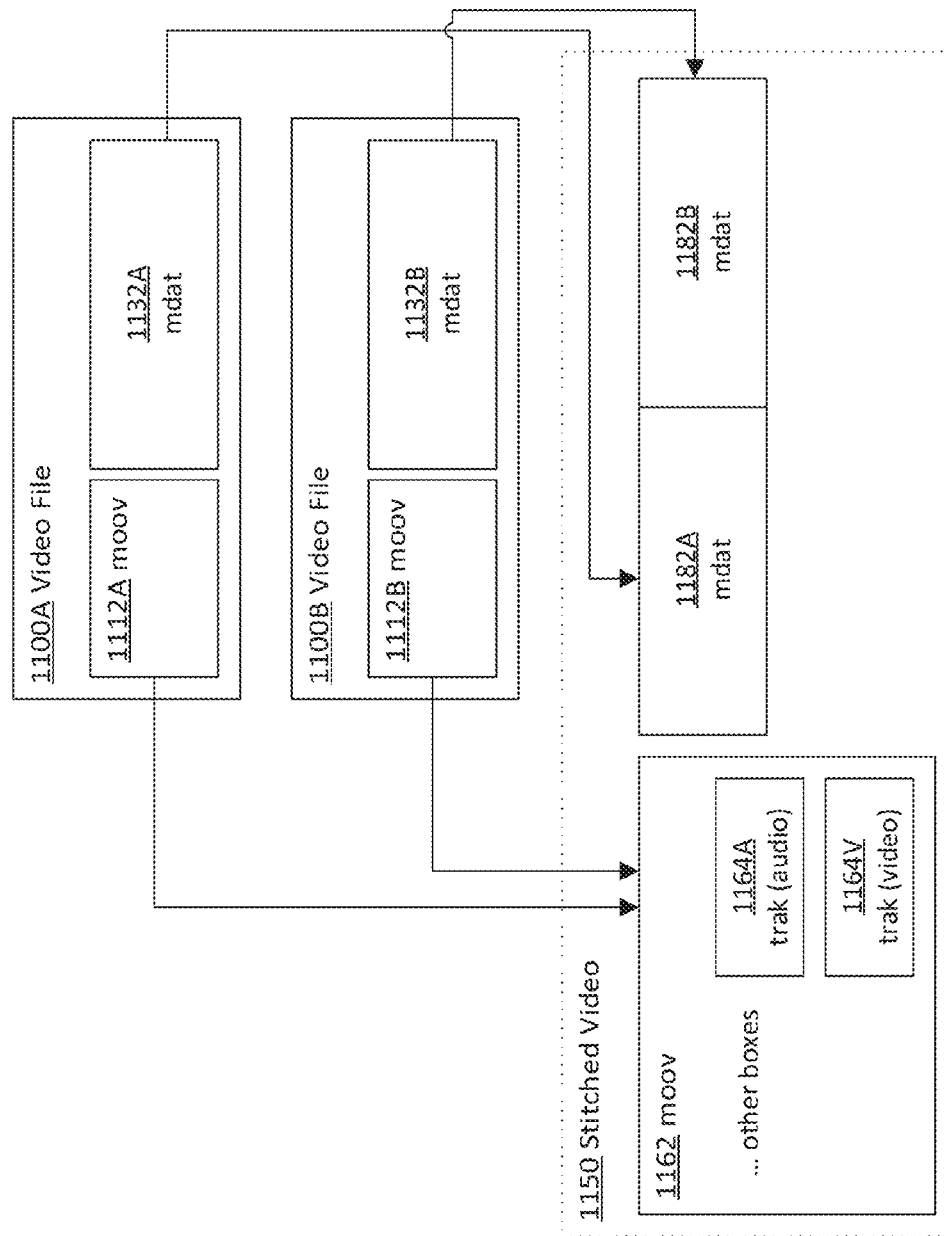 1100A Video File
1112A moov
1132A
mdat
1100B Video File
1112B moov
1132B
mdat
1150 Stitched Video
1162 moov
... other boxes
1164A
trak (audio)
1164V
trak (video)
1182A
mdat
1182B
mdat